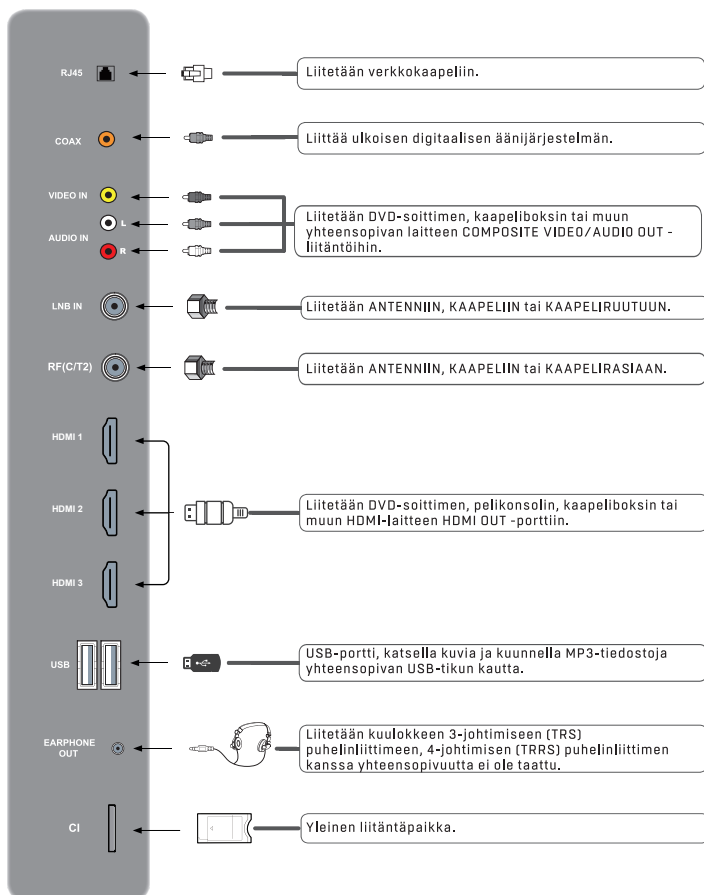 RJ45
Liitetään verkkokaapeliin.
COAX
Liittää ulkoisen digitaalisen äänijärjestelmän.
VIDEO IN
L
AUDIO IN
R
Liitetään DVD-soittimen, kaapeliboksin tai muun
yhteensopivan laitteen COMPOSITE VIDEO/AUDIO OUT -
liitäntöihin.
LNB IN
Liitetään ANTENNIIN, KAAPELIIN tai KAAPELIRUUTUUN.
RF(C/T2)
Liitetään ANTENNIIN, KAAPELIIN tai KAAPELIRASIAAN.
HDMI 1
HDMI 2
Liitetään DVD-soittimen, pelikonsolin, kaapeliboksin tai
muun HDMI-laitteen HDMI OUT -porttiin.
HDMI 3
USB
USB-portti, katsella kuvia ja kuunnella MP3-tiedostoja
yhteensopivan USB-tikun kautta.
EARPHONE
OUT
Liitetään kuulokkeen 3-johtimiseen (TRS)
puhelinliittimeen, 4-johtimisen (TRRS) puhelinliittimen
kanssa yhteensopivuutta ei ole taattu.
CI
Yleinen liitäntäpaikka.